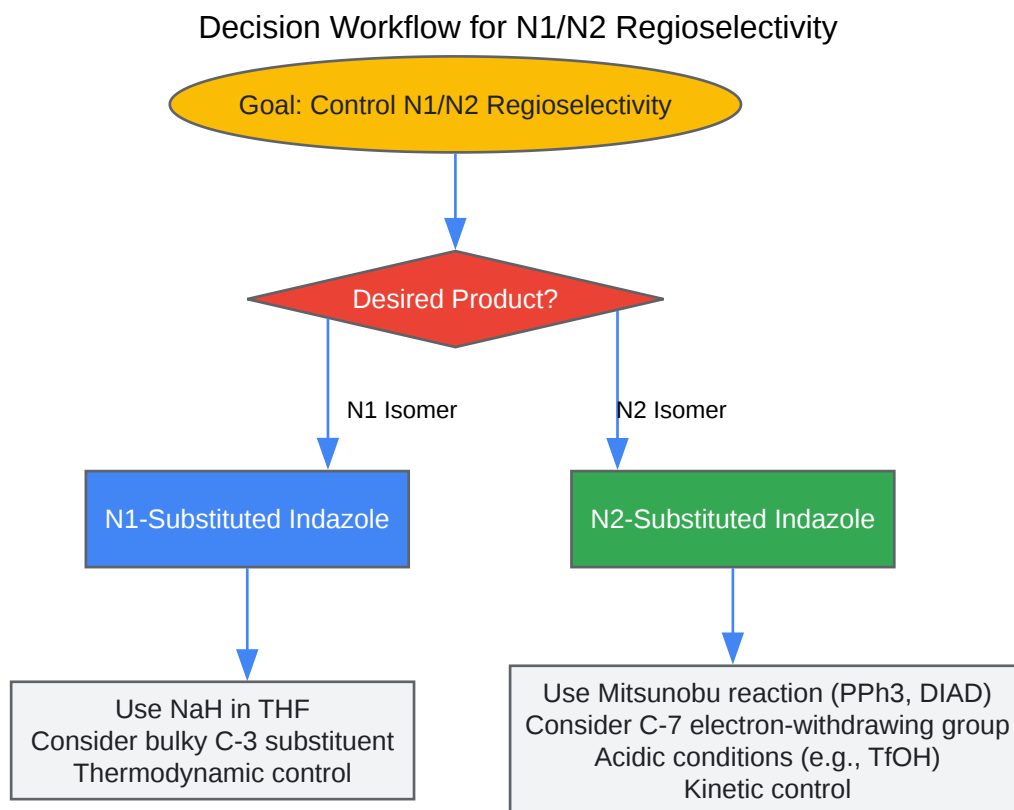 Decision Workflow for N1/N2 Regioselectivity
Goal: Control N1/N2 Regioselectivity
Desired Product?
N1 Isomer
N2 Isomer
N1-Substituted Indazole
N2-Substituted Indazole
Use NaH in THF
Consider bulky C-3 substituent
Thermodynamic control
Use Mitsunobu reaction (PPh3, DIAD)
Consider C-7 electron-withdrawing group
Acidic conditions (e.g., TfOH)
Kinetic control